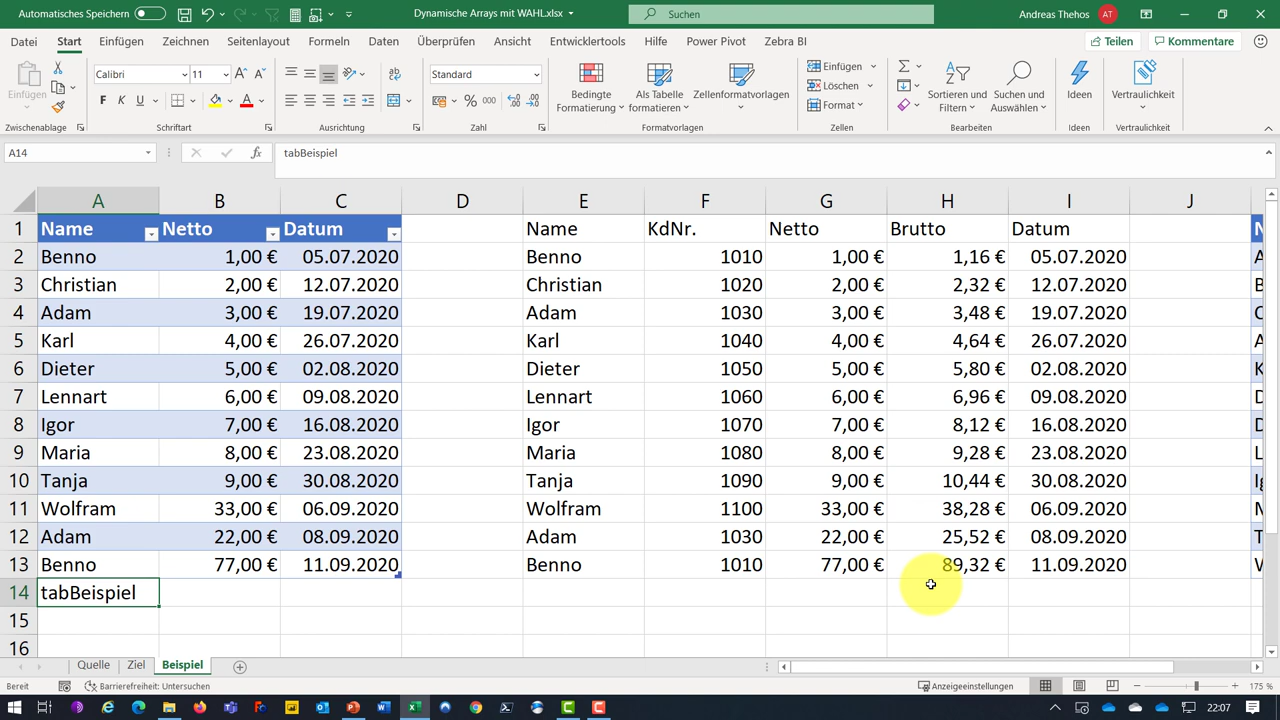 Automatisches Speichern
Dynamische Arrays mit WAHL.xlsx
Suchen
Andreas Thehos AT
Datei Start Einfügen Zeichnen Seitenlayout Formeln Daten Überprüfen Ansicht Entwicklertools Hilfe Power Pivot Zebra BI Teilen Kommentare
Einfügen
Calibri 11
F K U
Standard
% 000
Bedingte Formatierung
Als Tabelle formatieren
Zellenformatvorlagen
Einfügen
Löschen
Format
Sortieren und Filtern
Suchen und Auswählen
Ideen
Vertraulichkeit
Zwischenablage Schriftart Ausrichtung Zahl Formatvorlagen Zellen Bearbeiten Ideen Vertraulichkeit
A14 fx tabBeispiel
A B C D E F G H I J
1 Name Netto Datum Name KdNr. Netto Brutto Datum
2 Benno 1,00 € 05.07.2020 Benno 1010 1,00 € 1,16 € 05.07.2020
3 Christian 2,00 € 12.07.2020 Christian 1020 2,00 € 2,32 € 12.07.2020
4 Adam 3,00 € 19.07.2020 Adam 1030 3,00 € 3,48 € 19.07.2020
5 Karl 4,00 € 26.07.2020 Karl 1040 4,00 € 4,64 € 26.07.2020
6 Dieter 5,00 € 02.08.2020 Dieter 1050 5,00 € 5,80 € 02.08.2020
7 Lennart 6,00 € 09.08.2020 Lennart 1060 6,00 € 6,96 € 09.08.2020
8 Igor 7,00 € 16.08.2020 Igor 1070 7,00 € 8,12 € 16.08.2020
9 Maria 8,00 € 23.08.2020 Maria 1080 8,00 € 9,28 € 23.08.2020
10 Tanja 9,00 € 30.08.2020 Tanja 1090 9,00 € 10,44 € 30.08.2020
11 Wolfram 33,00 € 06.09.2020 Wolfram 1100 33,00 € 38,28 € 06.09.2020
12 Adam 22,00 € 08.09.2020 Adam 1030 22,00 € 25,52 € 08.09.2020
13 Benno 77,00 € 11.09.2020 Benno 1010 77,00 € 89,32 € 11.09.2020
14 tabBeispiel
15
16
Quelle Ziel Beispiel
Bereit Barrierefreiheit: Untersuchen Anzeigeeinstellungen 175 %
22:07